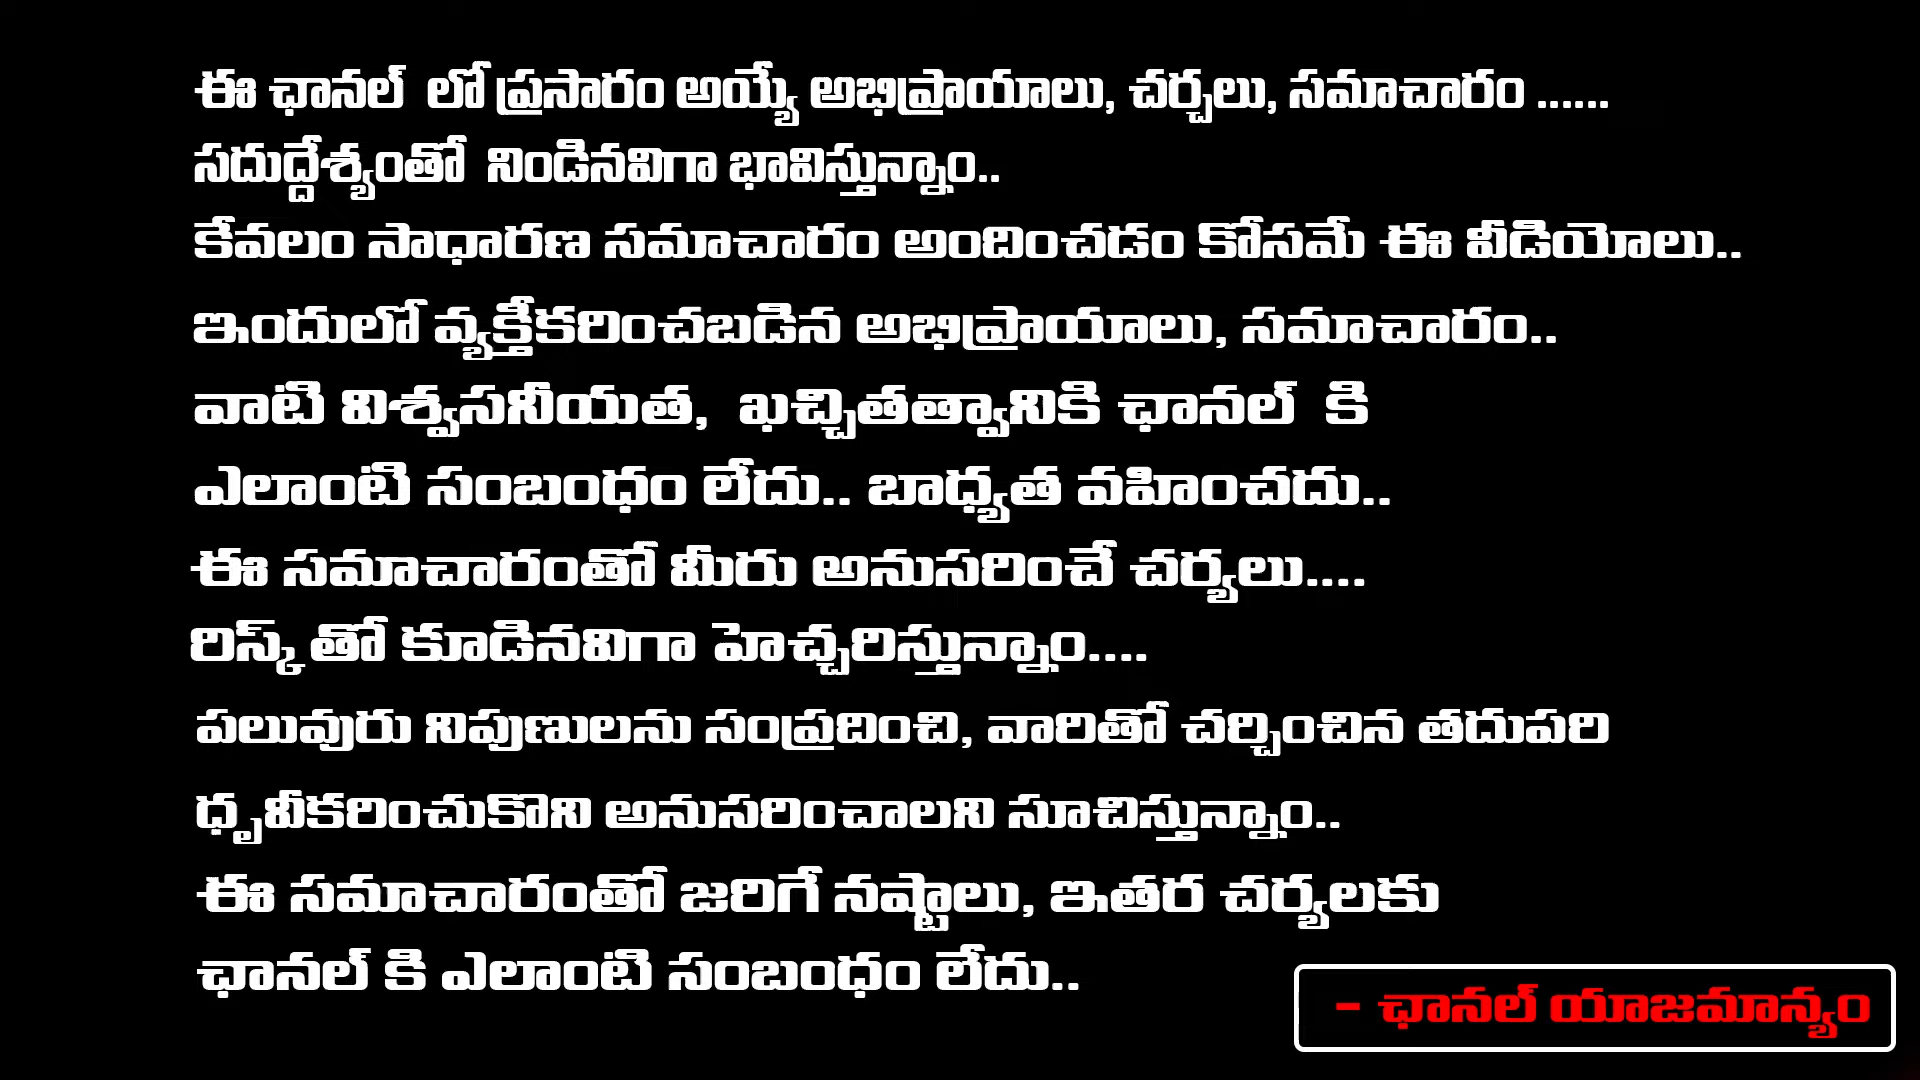 ఈ ఛానల్ లో ప్రసారం అయ్యే అభిప్రాయాలు, చర్చలు, సమాచారం ......
సదుద్దేశ్యంతో నిండినవిగా భావిస్తున్నాం..
కేవలం సాధారణ సమాచారం అందించడం కోసమే ఈ వీడియోలు..
ఇందులో వ్యక్తీకరించబడిన అభిప్రాయాలు, సమాచారం..
వాటి విశ్వసనీయత, ఖచ్చితత్వానికి ఛానల్ కి
ఎలాంటి సంబంధం లేదు.. బాధ్యత వహించదు..
ఈ సమాచారంతో మీరు అనుసరించే చర్యలు....
రిస్క్ తో కూడినవిగా హెచ్చరిస్తున్నాం....
పలువురు నిపుణులను సంప్రదించి, వారితో చర్చించిన తదుపరి
ధృవీకరించుకొని అనుసరించాలని సూచిస్తున్నాం..
ఈ సమాచారంతో జరిగే నష్టాలు, ఇతర చర్యలకు
ఛానల్ కి ఎలాంటి సంబంధం లేదు..
- ఛానల్ యాజమాన్యం